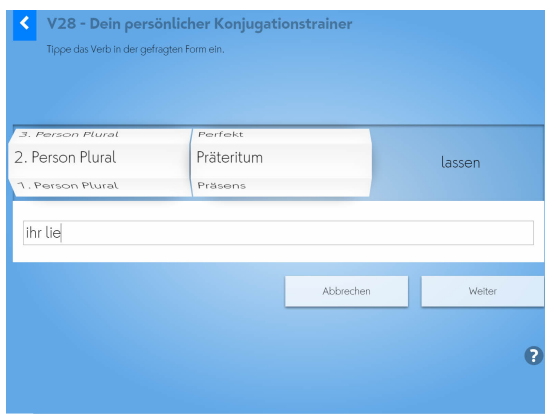 V28 - Dein persönlicher Konjugationstrainer
Tippe das Verb in der gefragten Form ein.
3. Person Plural Perfekt
2. Person Plural Präteritum lassen
1. Person Plural Präsens
ihr lie
Abbrechen Weiter
?